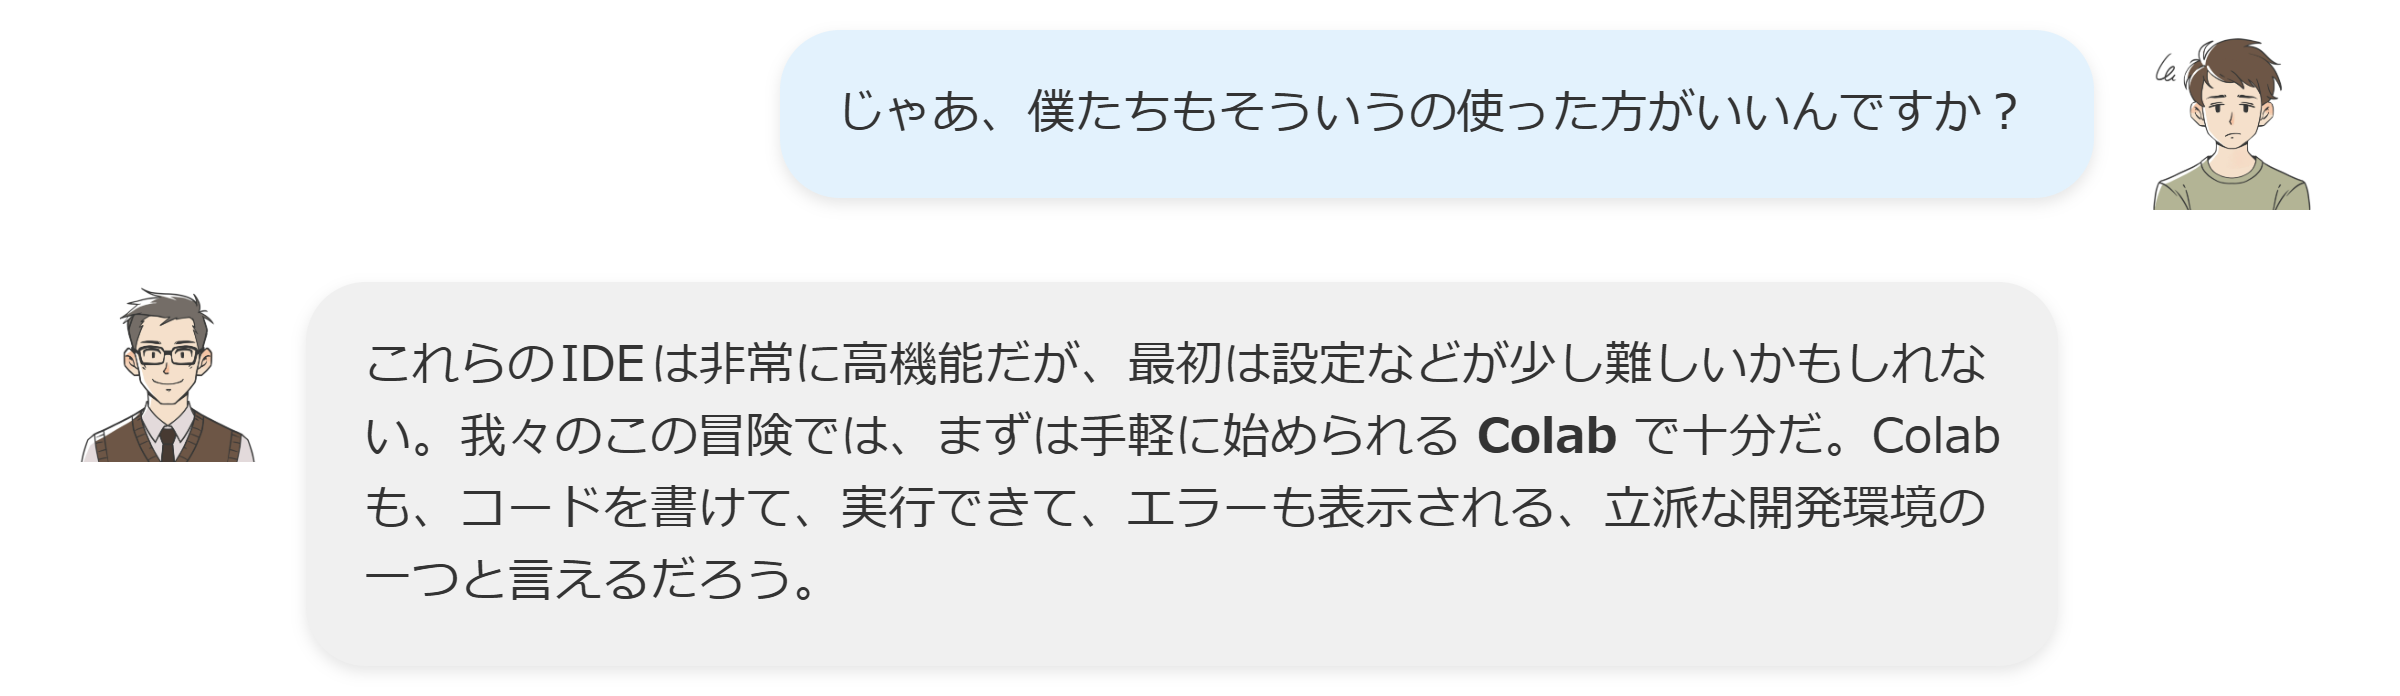 じゃあ、僕たちもそういうの使った方がいいんですか？
これらのIDEは非常に高機能だが、最初は設定などが少し難しいかもしれな
い。我々のこの冒険では、まずは手軽に始められる Colab で十分だ。Colab
も、コードを書けて、実行できて、エラーも表示される、立派な開発環境の
一つと言えるだろう。